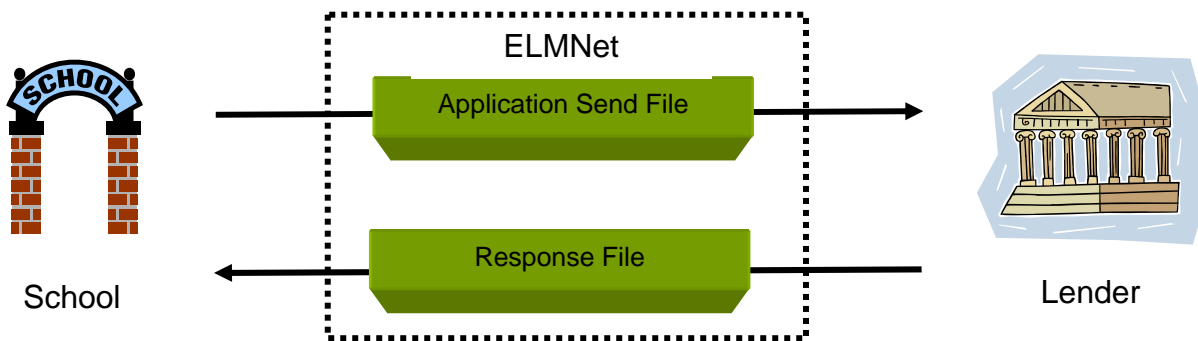 ELMNet
SCHOOL
Application Send File
Response File
School
Lender